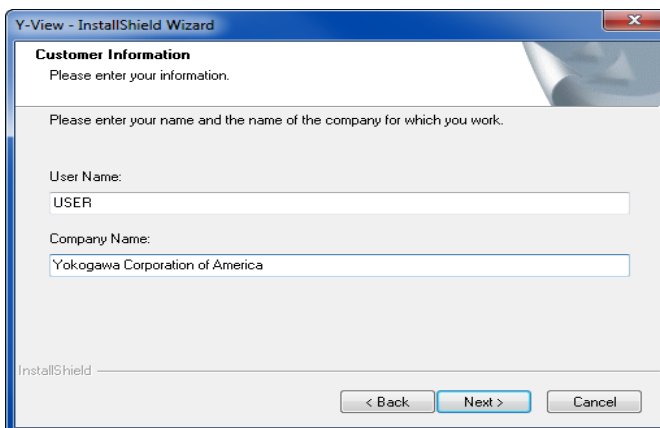 Y-View - InstallShield Wizard
Customer Information
Please enter your information.
Please enter your name and the name of the company for which you work.
User Name:
USER
Company Name:
Yokogawa Corporation of America
InstallShield
< Back
Next >
Cancel